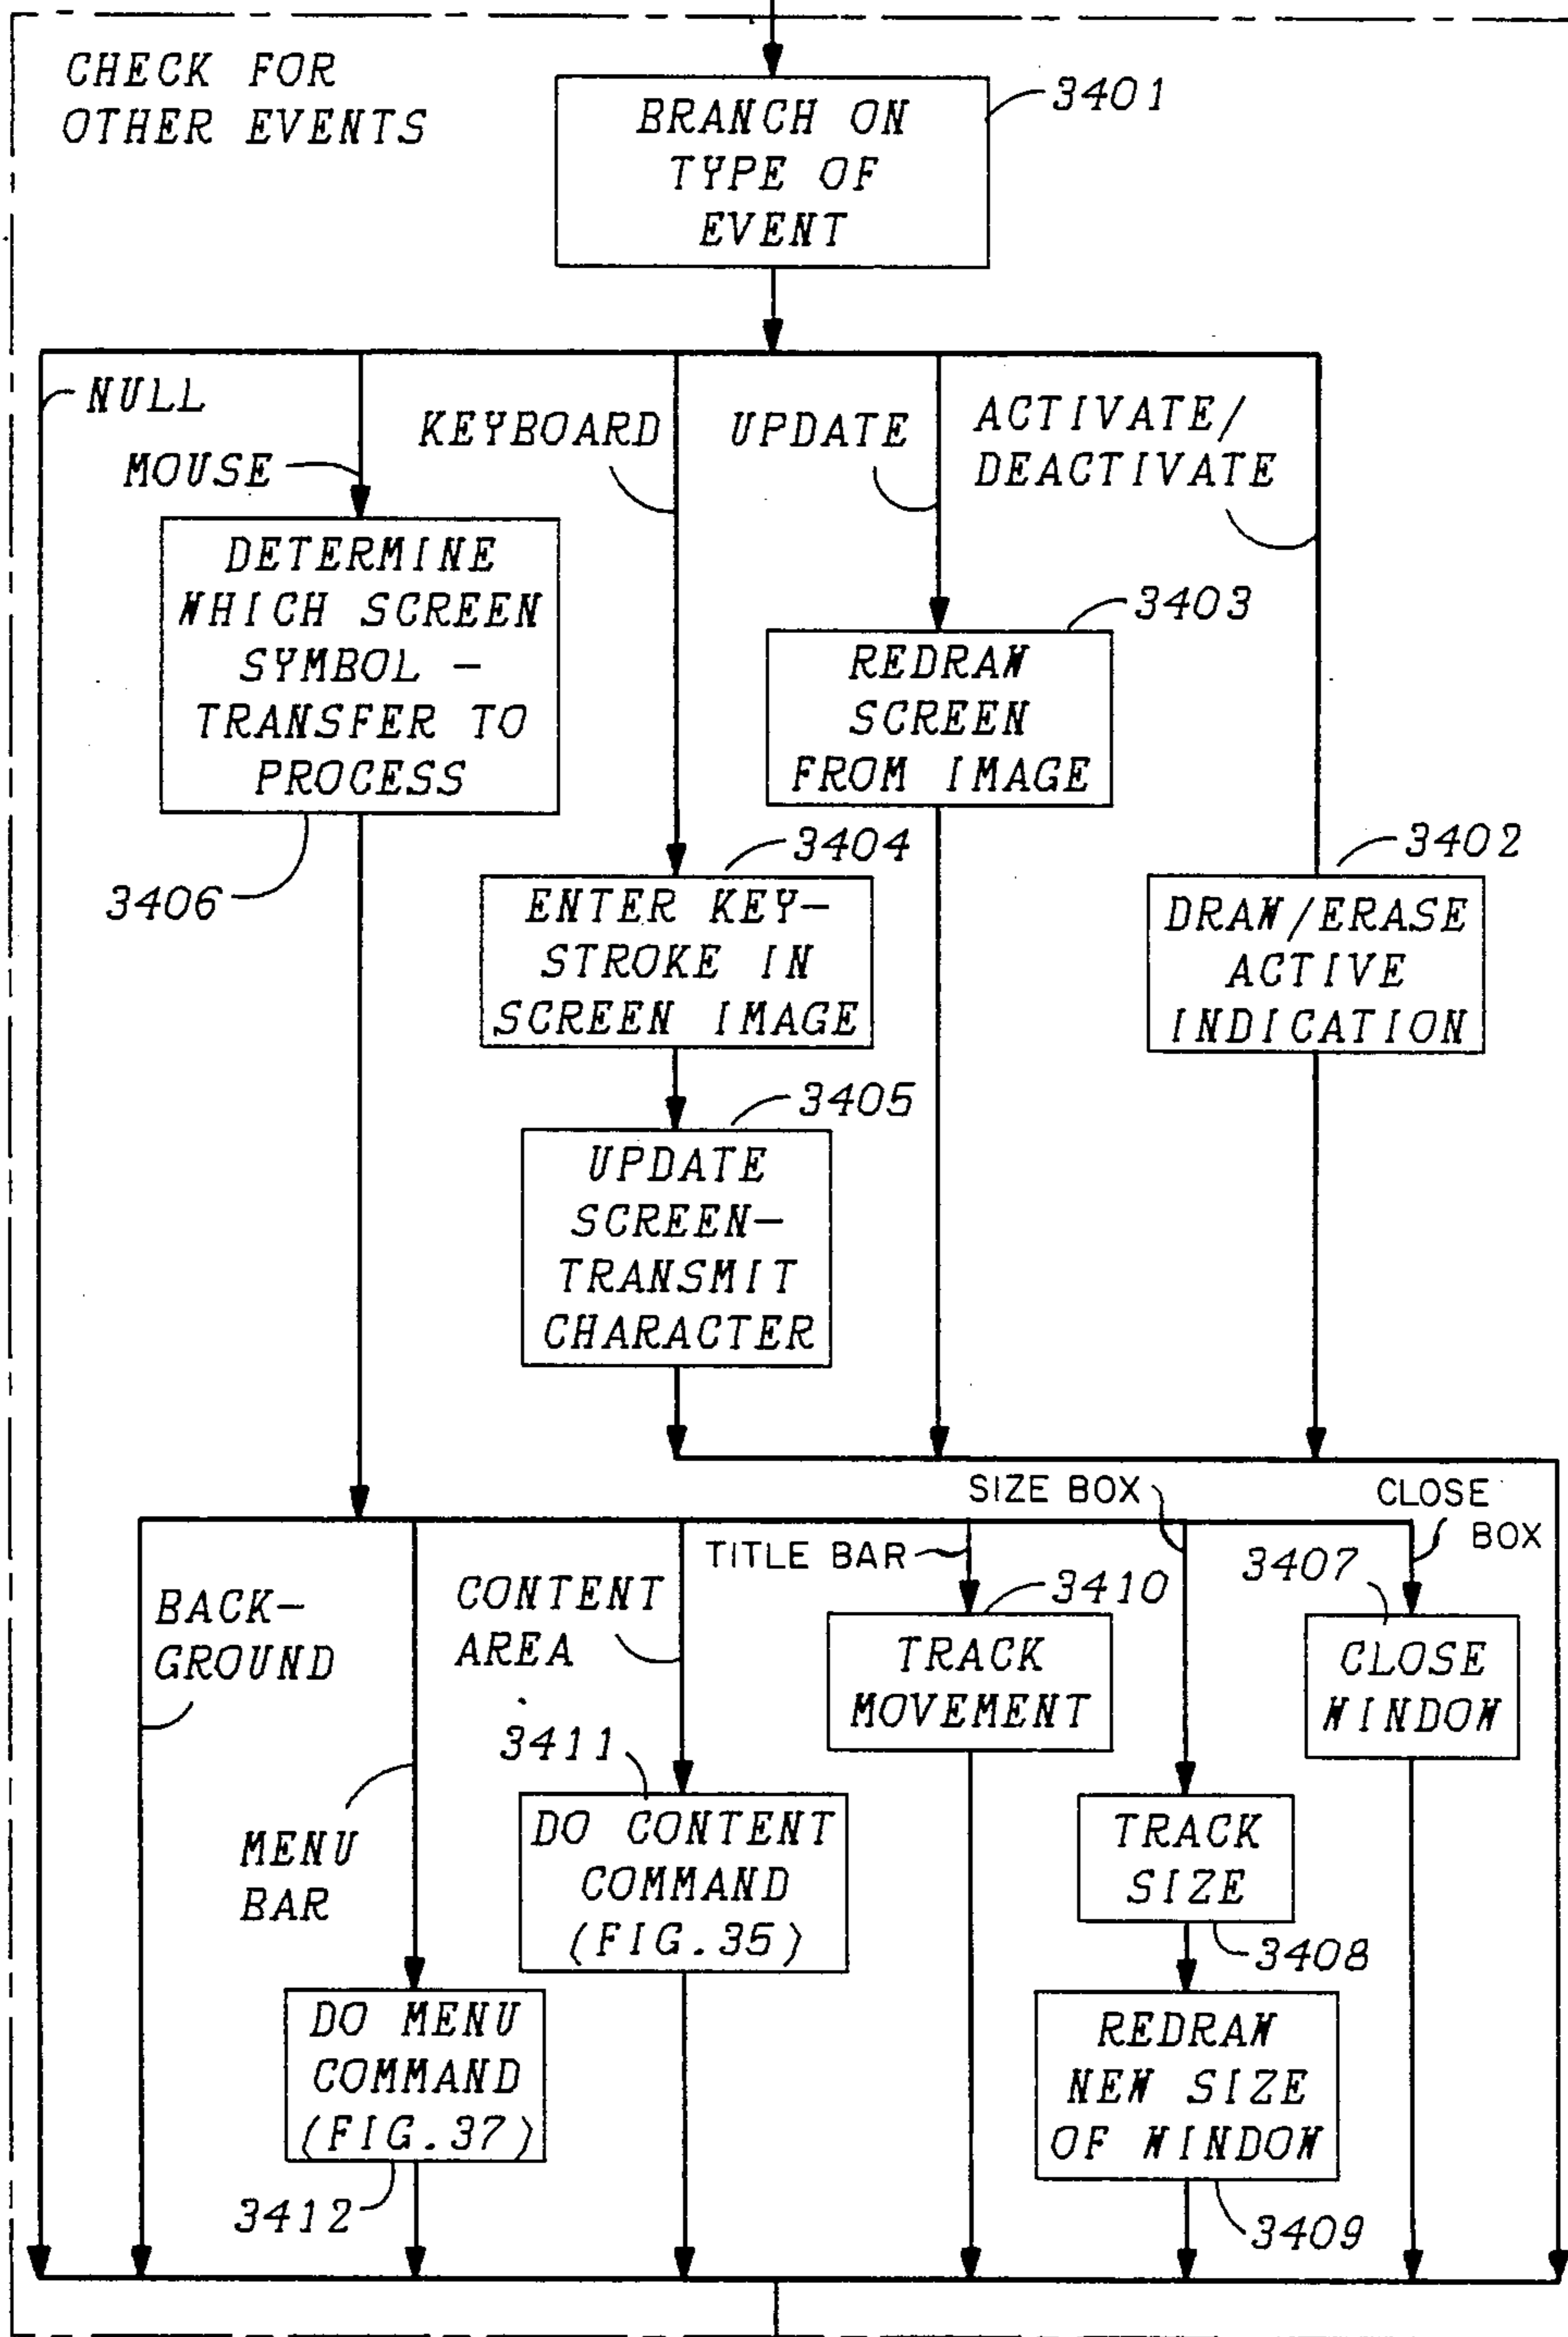 CHECK FOR
OTHER EVENTS
3401
BRANCH ON
TYPE OF
EVENT
NULL
MOUSE
KEYBOARD
UPDATE
ACTIVATE/
DEACTIVATE
DETERMINE
WHICH SCREEN
SYMBOL -
TRANSFER TO
PROCESS
3406
3403
REDRAW
SCREEN
FROM IMAGE
3404
ENTER KEY-
STROKE IN
SCREEN IMAGE
3402
DRAW/ERASE
ACTIVE
INDICATION
3405
UPDATE
SCREEN-
TRANSMIT
CHARACTER
SIZE BOX
CLOSE
BOX
TITLE BAR
BACK-
GROUND
MENU
BAR
CONTENT
AREA
3410
TRACK
MOVEMENT
3407
CLOSE
WINDOW
3411
DO CONTENT
COMMAND
(FIG.35)
TRACK
SIZE
3408
DO MENU
COMMAND
(FIG.37)
3412
REDRAW
NEW SIZE
OF WINDOW
3409